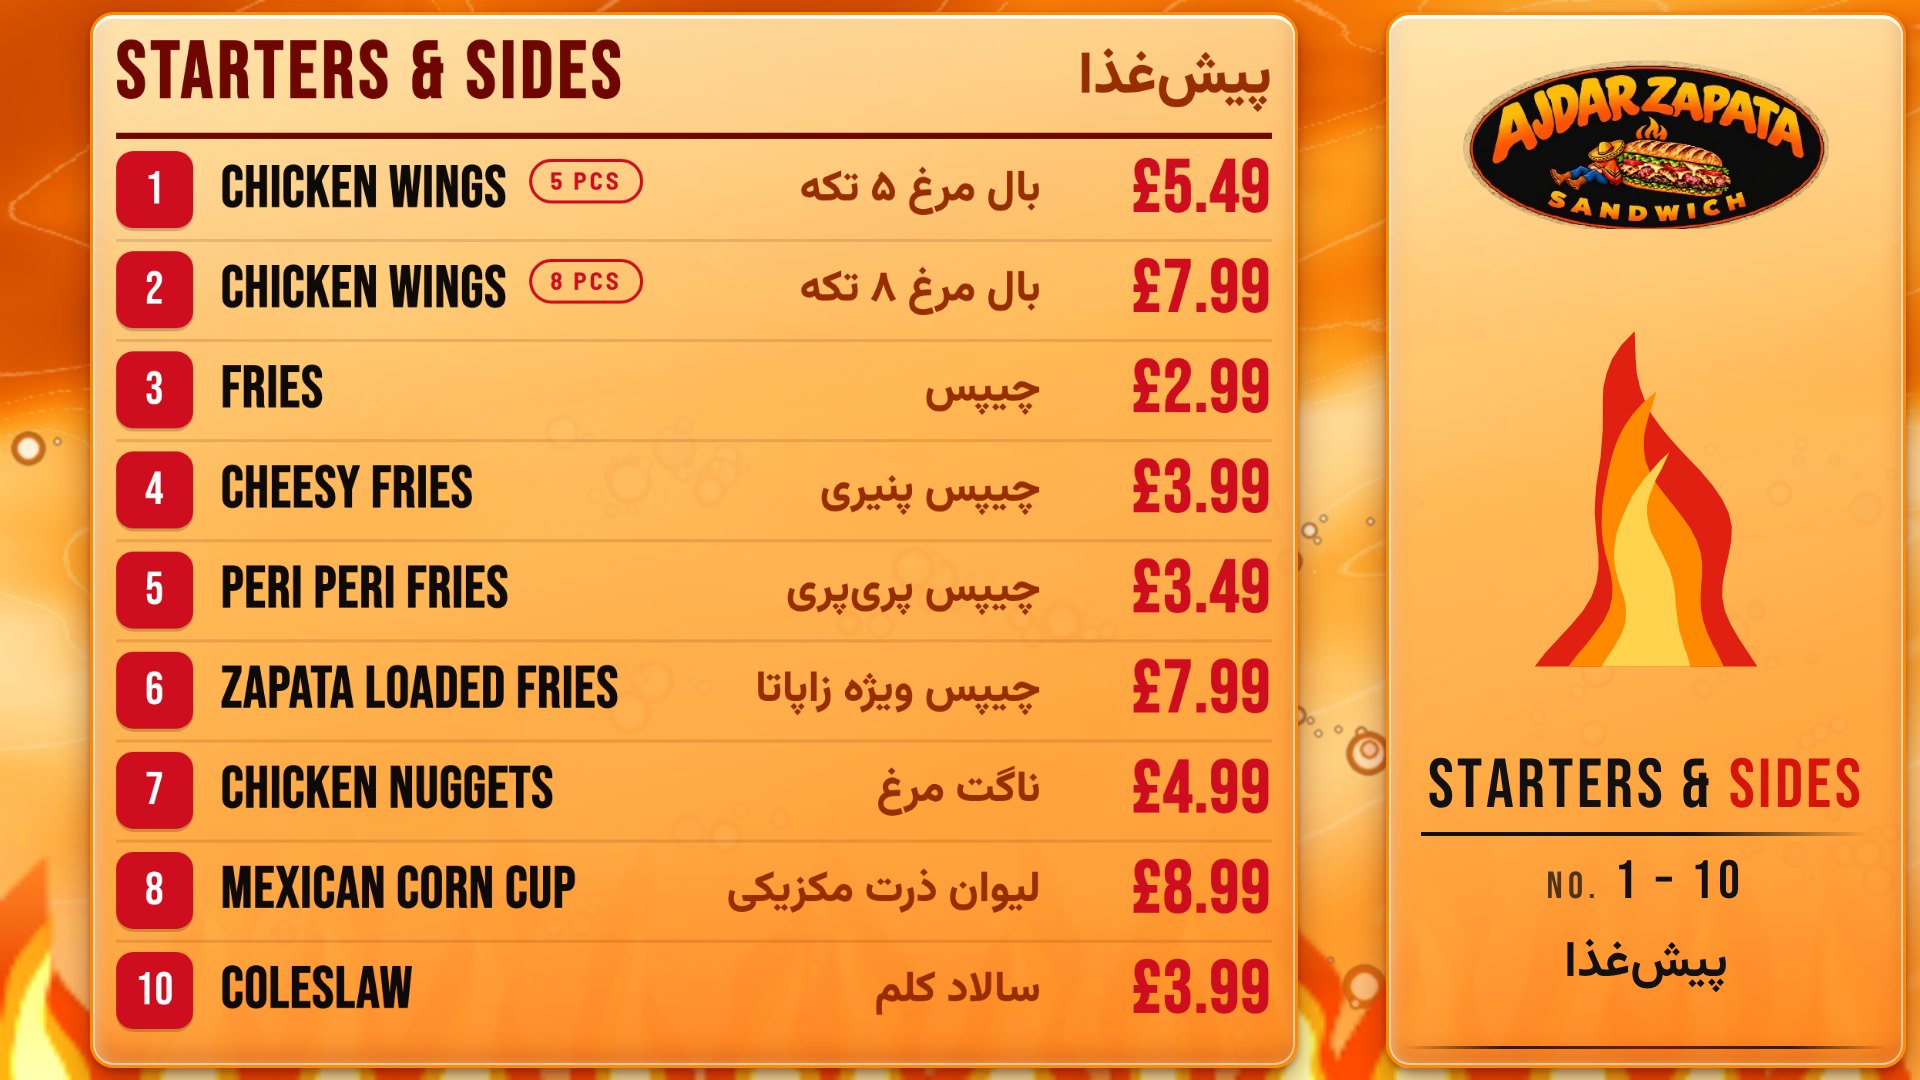 STARTERS & SIDES پیش‌غذا
1 CHICKEN WINGS 5 PCS بال مرغ ۵ تکه £5.49
2 CHICKEN WINGS 8 PCS بال مرغ ۸ تکه £7.99
3 FRIES چیپس £2.99
4 CHEESY FRIES چیپس پنیری £3.99
5 PERI PERI FRIES چیپس پری‌پری £3.49
6 ZAPATA LOADED FRIES چیپس ویژه زاپاتا £7.99
7 CHICKEN NUGGETS ناگت مرغ £4.99
8 MEXICAN CORN CUP لیوان ذرت مکزیکی £8.99
10 COLESLAW سالاد کلم £3.99
AJDAR ZAPATA
SANDWICH
STARTERS & SIDES
NO. 1 – 10
پیش‌غذا